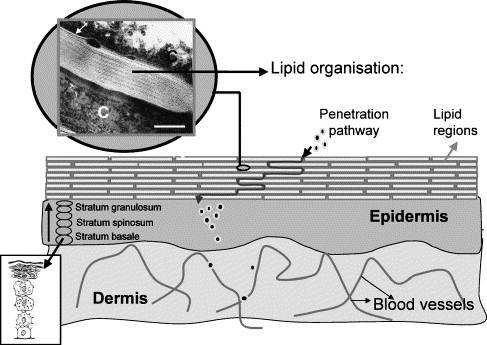 C
C
Lipid organisation:
Penetration
pathway
Lipid
regions
Stratum granulosum
Stratum spinosum
Stratum basale
Epidermis
Dermis
Blood vessels